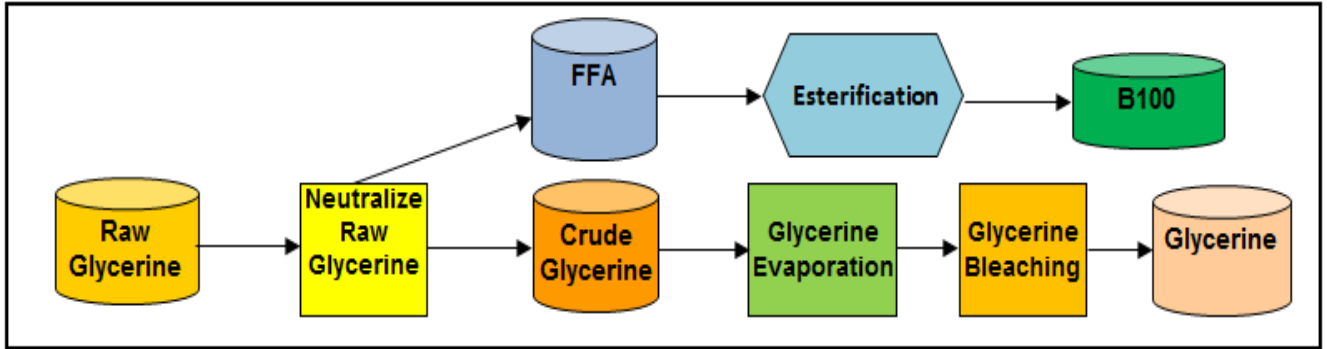 FFA
Esterification
B100
Raw
Glycerine
Neutralize
Raw
Glycerine
Crude
Glycerine
Glycerine
Evaporation
Glycerine
Bleaching
Glycerine